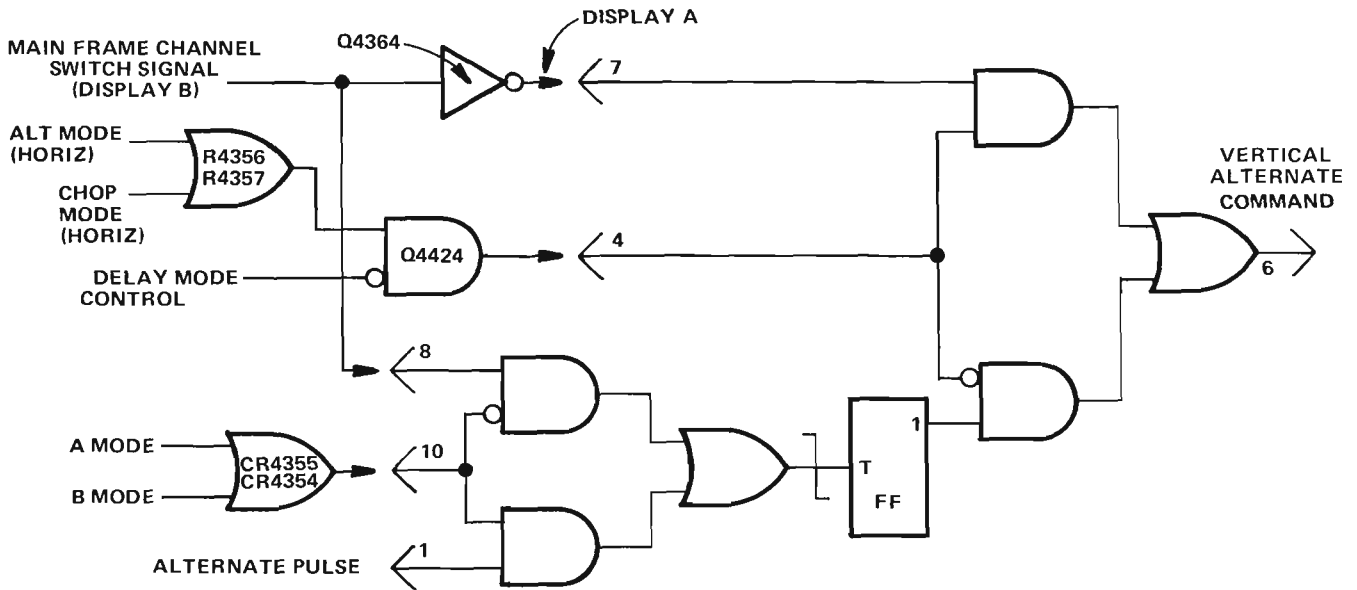 DISPLAY A
Q4364
MAIN FRAME CHANNEL
SWITCH SIGNAL
(DISPLAY B)
7
ALT MODE
(HORIZ)
R4356
R4357
CHOP
MODE
(HORIZ)
VERTICAL
ALTERNATE
COMMAND
6
Q4424
4
DELAY MODE
CONTROL
8
A MODE
B MODE
CR4355
CR4354
10
1
T
FF
ALTERNATE PULSE
1